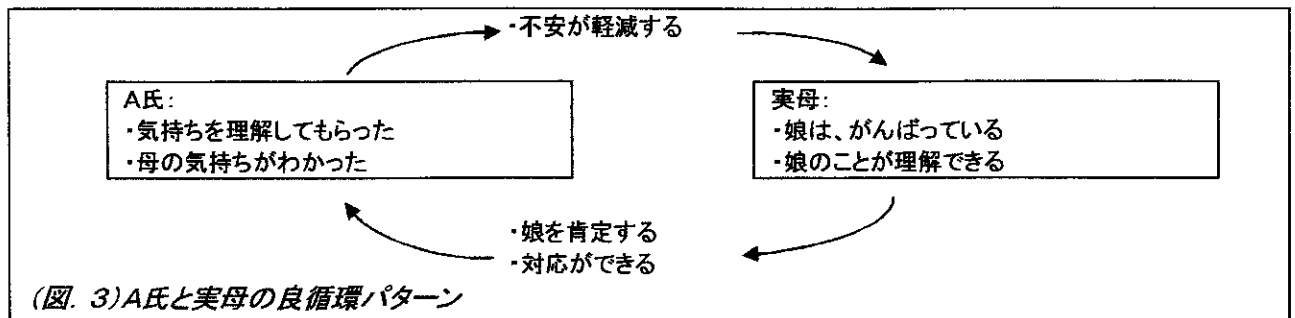 ・不安が軽減する
A氏:
・気持ちを理解してもらった
・母の気持ちがわかった
実母:
・娘は、がんばっている
・娘のことが理解できる
・娘を肯定する
・対応ができる
(図. 3)A氏と実母の良循環パターン